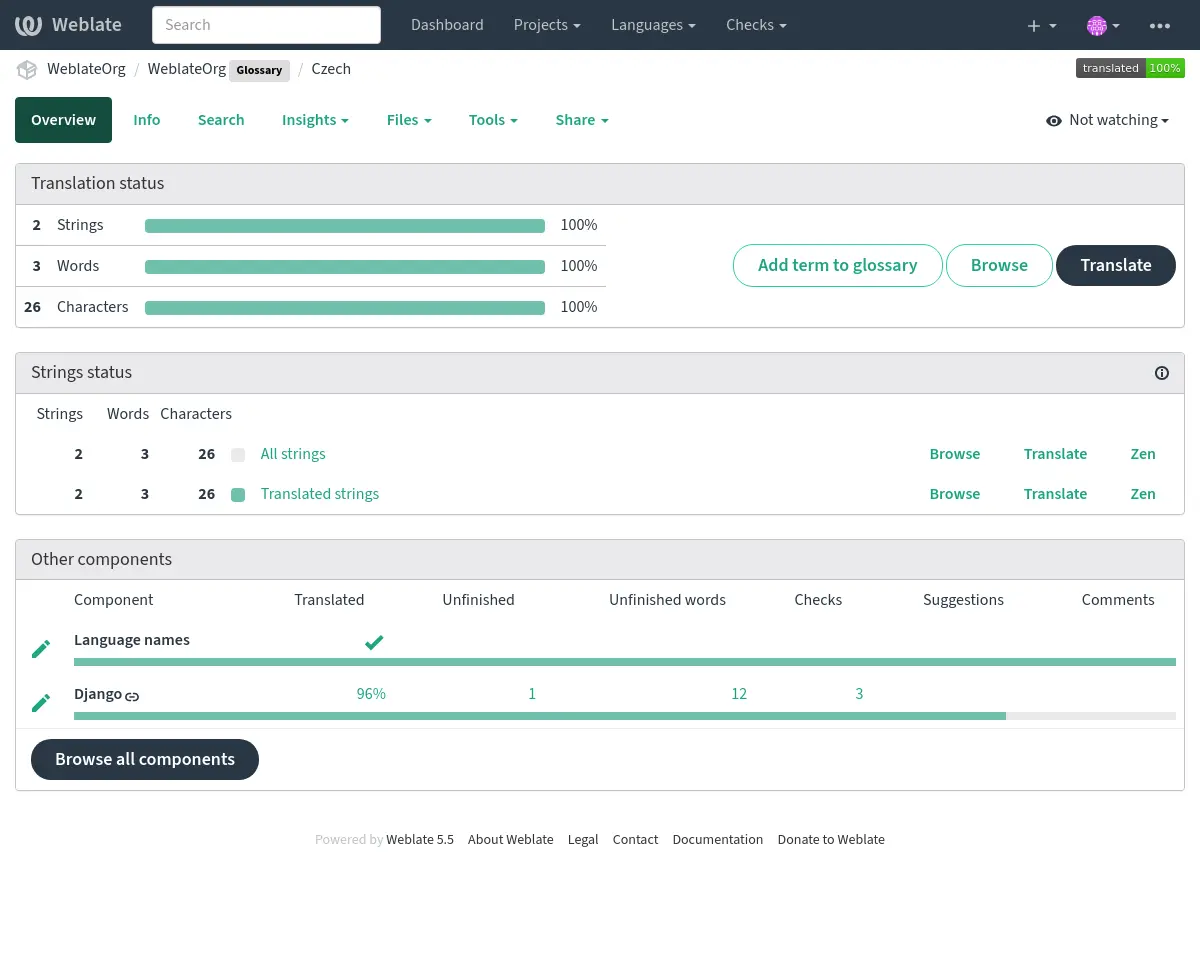 Weblate Search Dashboard Projects Languages Checks
WeblateOrg / WeblateOrg Glossary / Czech translated 100%
Overview Info Search Insights Files Tools Share Not watching
Translation status
2 Strings 100%
3 Words 100%
Add term to glossary Browse Translate
26 Characters 100%
Strings status
Strings Words Characters
2 3 26 All strings Browse Translate Zen
2 3 26 Translated strings Browse Translate Zen
Other components
Component Translated Unfinished Unfinished words Checks Suggestions Comments
Language names
Django 96% 1 12 3
Browse all components
Powered by Weblate 5.5 About Weblate Legal Contact Documentation Donate to Weblate